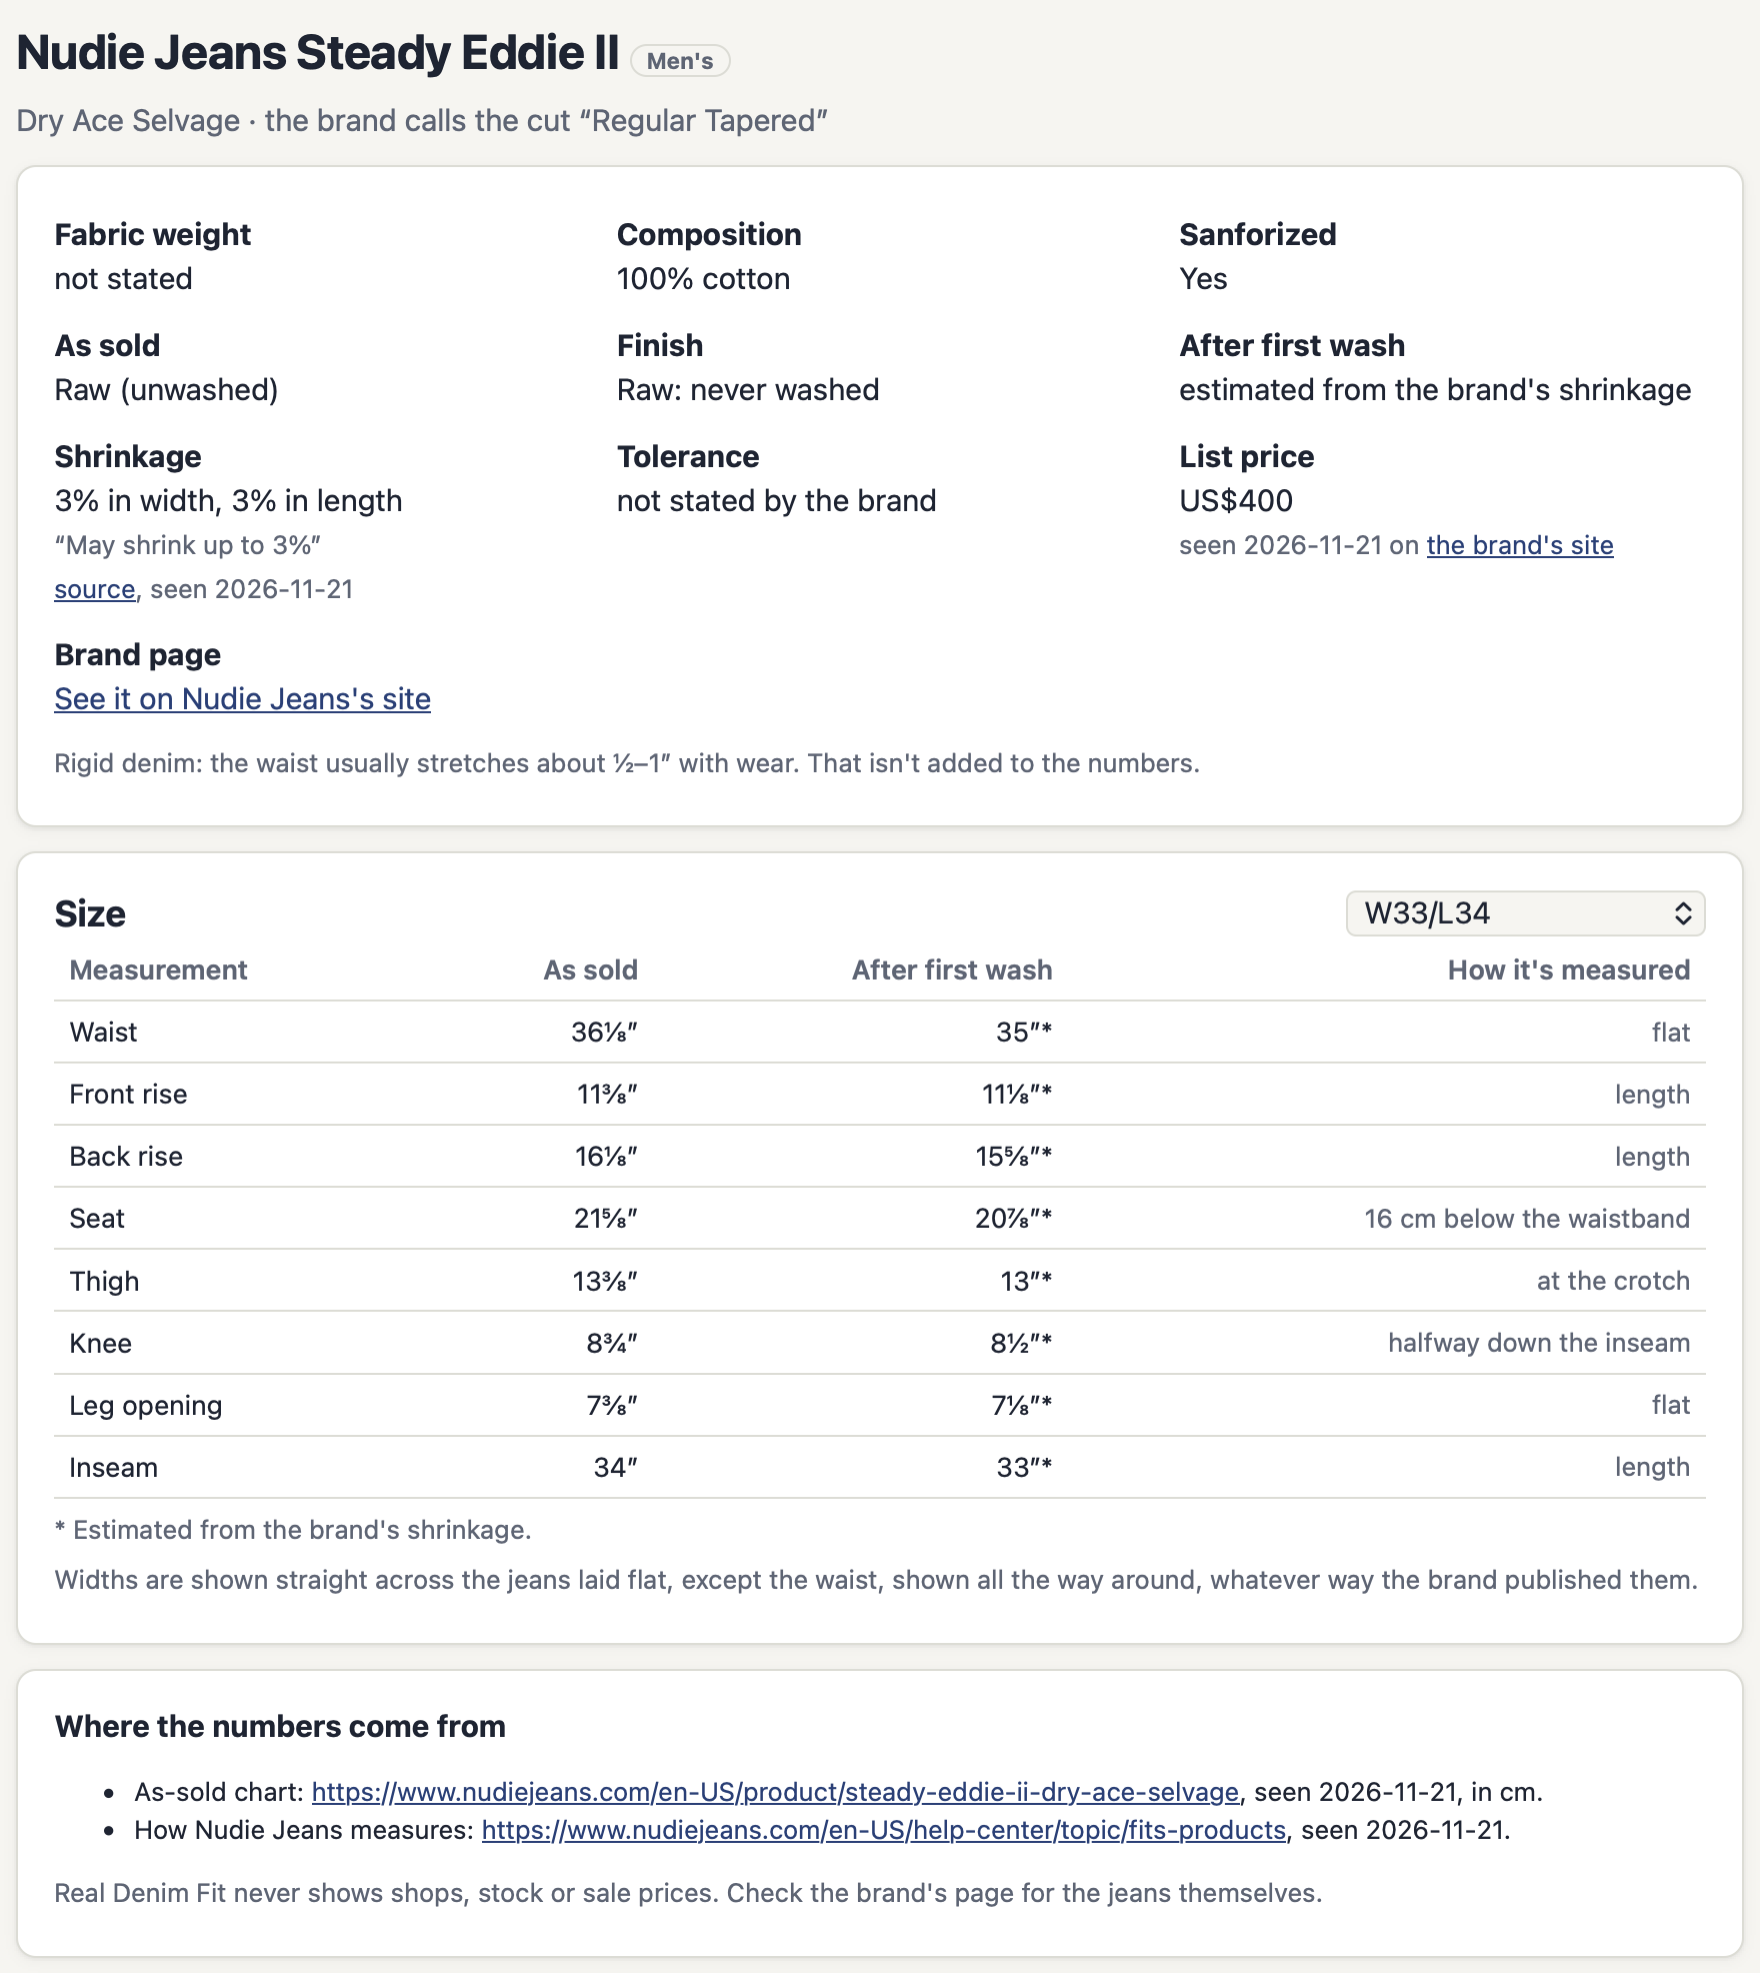 Nudie Jeans Steady Eddie II Men's
Dry Ace Selvage · the brand calls the cut “Regular Tapered”
Fabric weight
not stated
Composition
100% cotton
Sanforized
Yes
As sold
Raw (unwashed)
Finish
Raw: never washed
After first wash
estimated from the brand's shrinkage
Shrinkage
3% in width, 3% in length
“May shrink up to 3%”
source, seen 2026-11-21
Tolerance
not stated by the brand
List price
US$400
seen 2026-11-21 on the brand's site
Brand page
See it on Nudie Jeans's site
Rigid denim: the waist usually stretches about ½–1″ with wear. That isn't added to the numbers.
Size W33/L34
Measurement As sold After first wash How it's measured
Waist 36⅛″ 35″* flat
Front rise 11⅜″ 11⅛″* length
Back rise 16⅛″ 15⅝″* length
Seat 21⅝″ 20⅞″* 16 cm below the waistband
Thigh 13⅜″ 13″* at the crotch
Knee 8¾″ 8½″* halfway down the inseam
Leg opening 7⅜″ 7⅛″* flat
Inseam 34″ 33″* length
* Estimated from the brand's shrinkage.
Widths are shown straight across the jeans laid flat, except the waist, shown all the way around, whatever way the brand published them.
Where the numbers come from
• As-sold chart: https://www.nudiejeans.com/en-US/product/steady-eddie-ii-dry-ace-selvage, seen 2026-11-21, in cm.
• How Nudie Jeans measures: https://www.nudiejeans.com/en-US/help-center/topic/fits-products, seen 2026-11-21.
Real Denim Fit never shows shops, stock or sale prices. Check the brand's page for the jeans themselves.